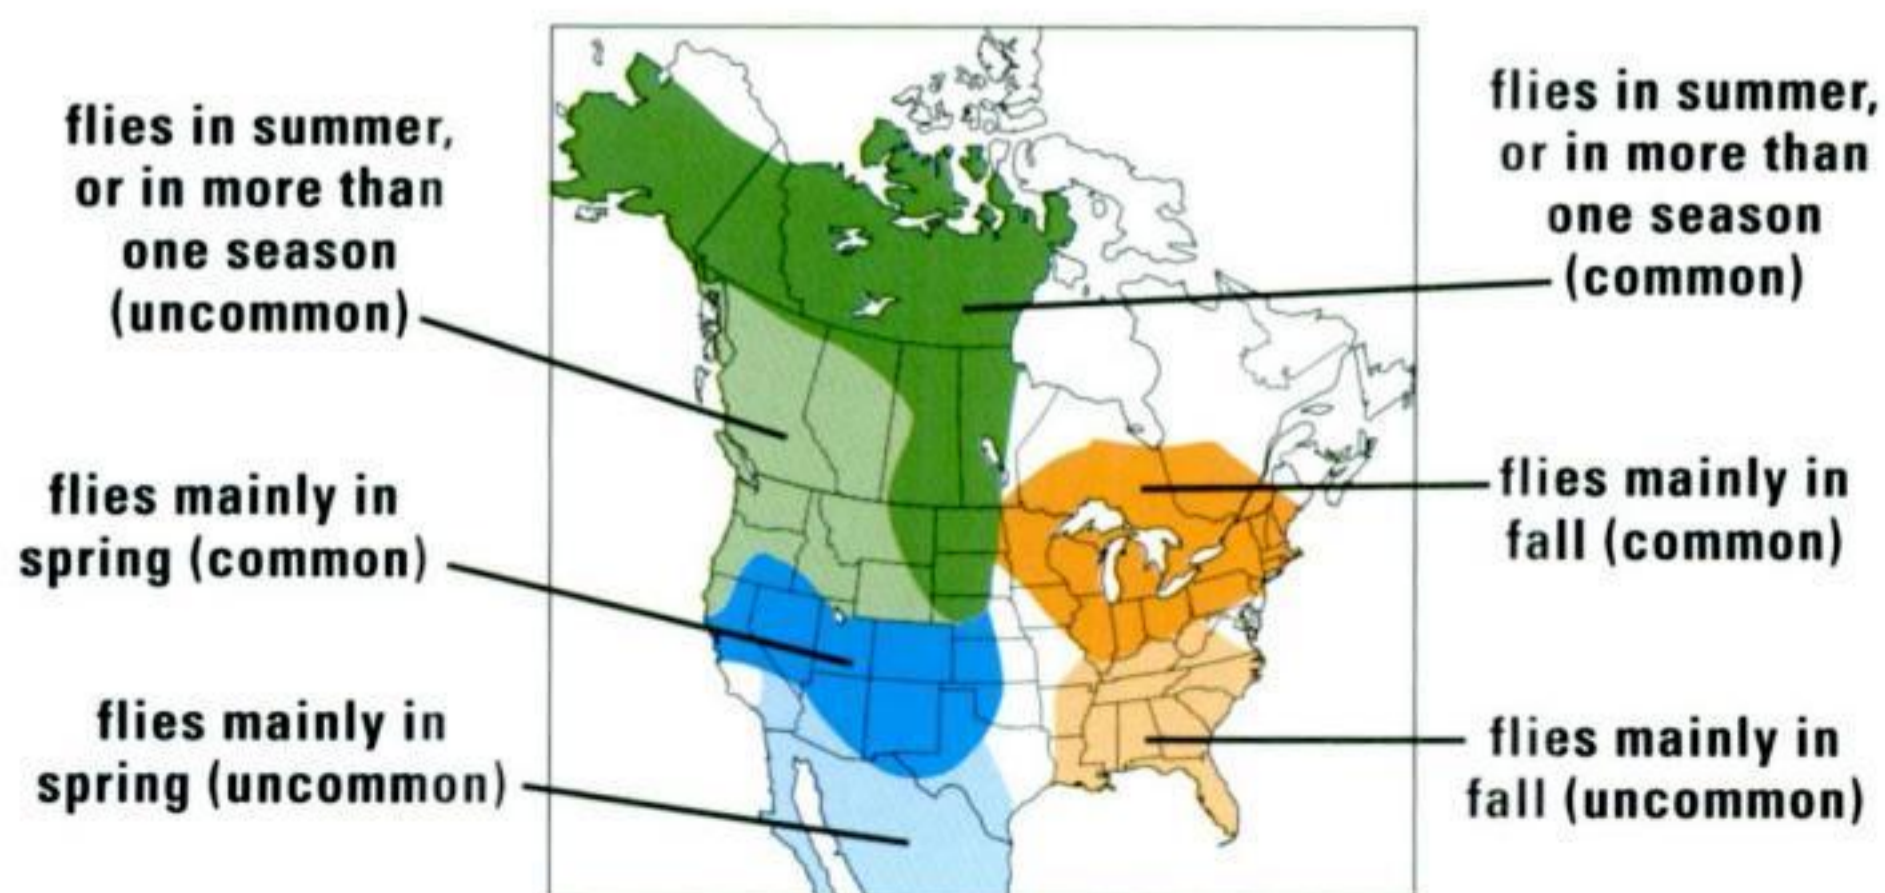 flies in summer,
or in more than
one season
(uncommon)
flies mainly in
spring (common)
flies mainly in
spring (uncommon)
flies in summer,
or in more than
one season
(common)
flies mainly in
fall (common)
flies mainly in
fall (uncommon)